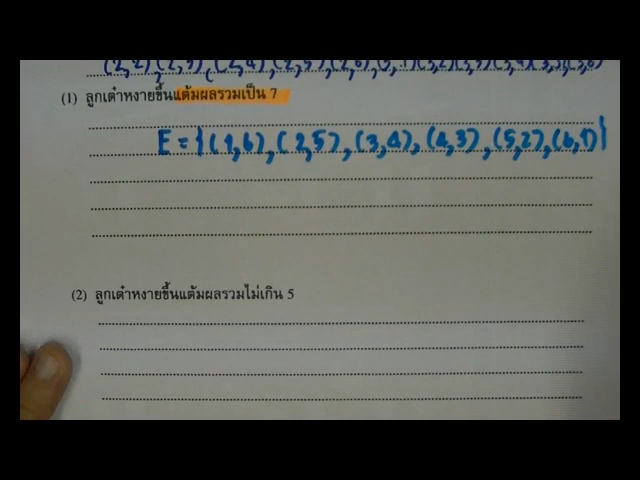 (1) ลูกเต๋าหงายขึ้นแต้มผลรวมเป็น 7
E = {(1,6),(2,5),(3,4),(4,3),(5,2),(6,1)}
(2) ลูกเต๋าหงายขึ้นแต้มผลรวมไม่เกิน 5